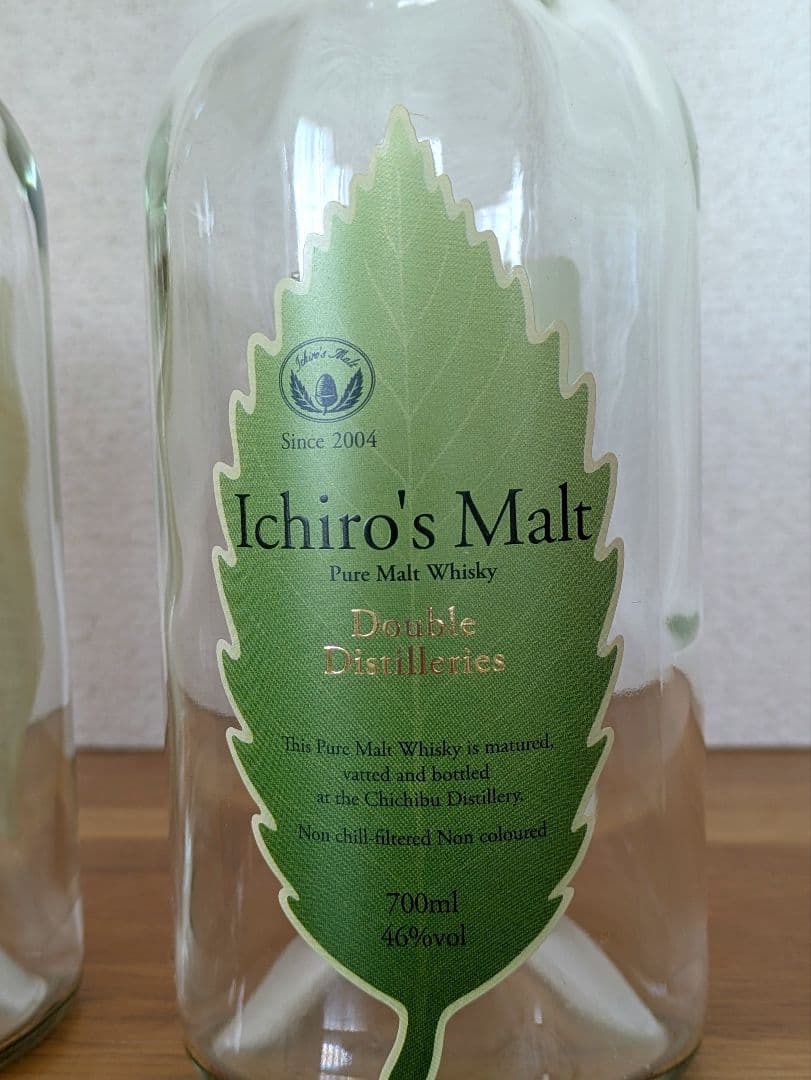 Ichiro's Malt
Since 2004
Ichiro's Malt
Pure Malt Whisky
Double
Distilleries
This Pure Malt Whisky is matured,
vatted and bottled
at the Chichibu Distillery.
Non chill-filtered Non coloured
700ml
46%vol